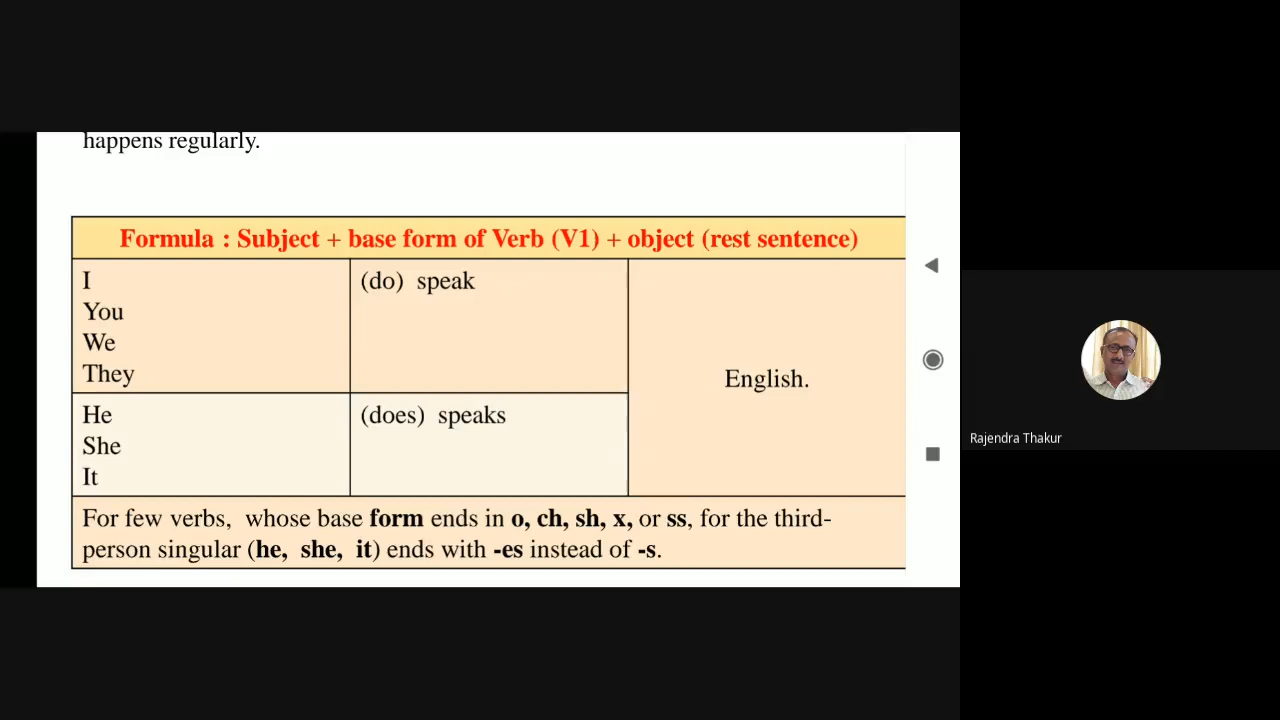 happens regularly.
Formula : Subject + base form of Verb (V1) + object (rest sentence)
I
You
We
They
(do)  speak
English.
He
She
It
(does)  speaks
For few verbs,  whose base form ends in o, ch, sh, x, or ss, for the third-
person singular (he,  she,  it) ends with -es instead of -s.
Rajendra Thakur